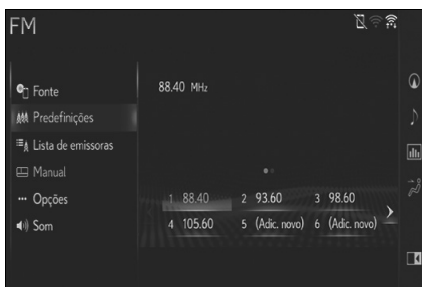 FM
Fonte
88.40 MHz
Predefinições
Lista de emissoras
Manual
Opções
1 88.40 2 93.60 3 98.60
Som
4 105.60 5 (Adic. novo) 6 (Adic. novo)